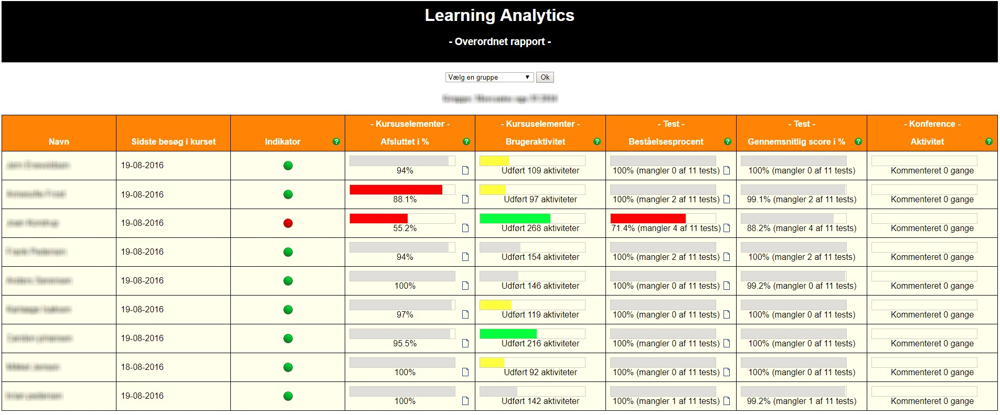 Learning Analytics
- Overordnet rapport -
Vælg en gruppe ▼ Ok
- Kursuselementer - - Kursuselementer - - Test - - Test - - Konference -
Navn Sidste besøg i kurset Indikator ? Afsluttet i % ? Brugeraktivitet ? Beståelsesprocent ? Gennemsnitlig score i % ? Aktivitet ?
19-08-2016
94% Udført 109 aktiviteter 100% (mangler 0 af 11 tests) 100% (mangler 0 af 11 tests) Kommenteret 0 gange
19-08-2016
88.1% Udført 97 aktiviteter 100% (mangler 2 af 11 tests) 99.1% (mangler 2 af 11 tests) Kommenteret 0 gange
19-08-2016
55.2% Udført 268 aktiviteter 71.4% (mangler 4 af 11 tests) 88.2% (mangler 4 af 11 tests) Kommenteret 0 gange
19-08-2016
94% Udført 154 aktiviteter 100% (mangler 2 af 11 tests) 100% (mangler 2 af 11 tests) Kommenteret 0 gange
19-08-2016
100% Udført 146 aktiviteter 100% (mangler 0 af 11 tests) 99.2% (mangler 0 af 11 tests) Kommenteret 0 gange
19-08-2016
97% Udført 119 aktiviteter 100% (mangler 0 af 11 tests) 100% (mangler 0 af 11 tests) Kommenteret 0 gange
19-08-2016
95.5% Udført 216 aktiviteter 100% (mangler 0 af 11 tests) 100% (mangler 0 af 11 tests) Kommenteret 0 gange
18-08-2016
100% Udført 92 aktiviteter 100% (mangler 0 af 11 tests) 100% (mangler 0 af 11 tests) Kommenteret 0 gange
19-08-2016
100% Udført 142 aktiviteter 100% (mangler 1 af 11 tests) 99.2% (mangler 1 af 11 tests) Kommenteret 0 gange